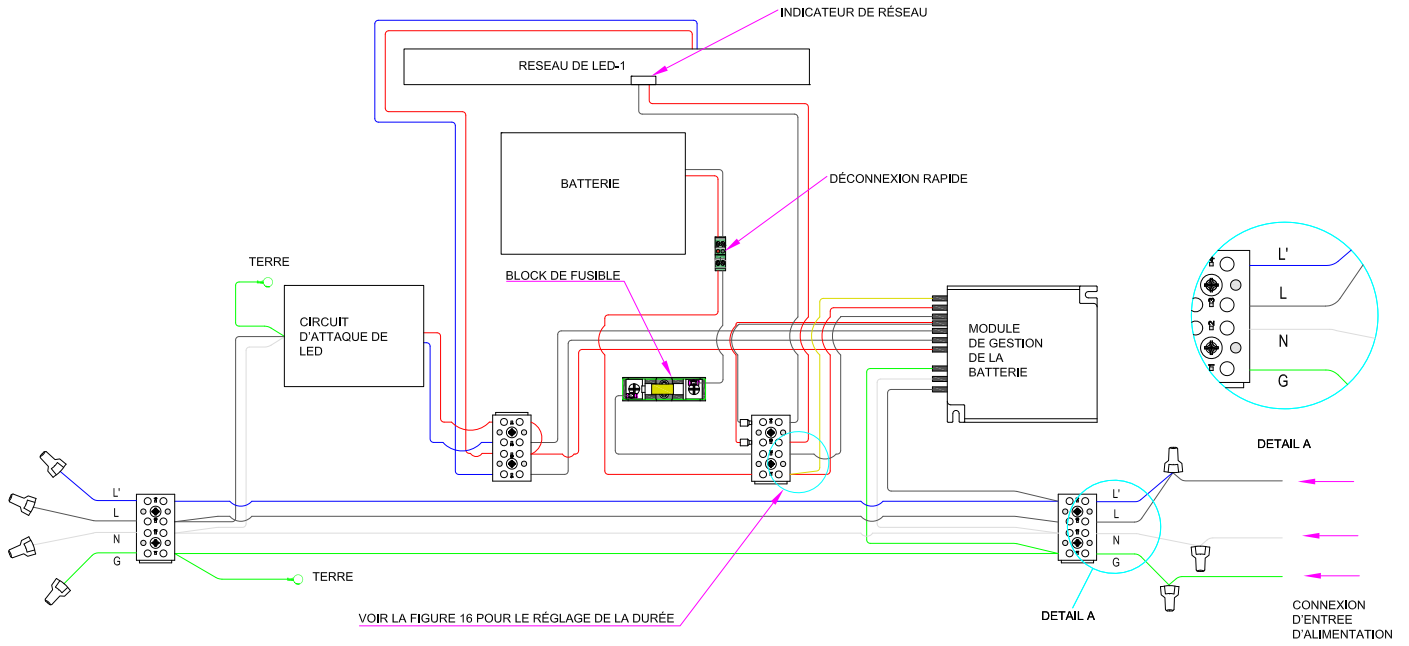 INDICATEUR DE RÉSEAU
RESEAU DE LED-1
BATTERIE
DÉCONNEXION RAPIDE
TERRE
BLOCK DE FUSIBLE
CIRCUIT
D'ATTAQUE DE
LED
MODULE
DE GESTION
DE LA
BATTERIE
L'
L
N
G
DETAIL A
L'
L
N
G
TERRE
L'
L
N
G
VOIR LA FIGURE 16 POUR LE RÉGLAGE DE LA DURÉE
DETAIL A
CONNEXION
D'ENTREE
D'ALIMENTATION